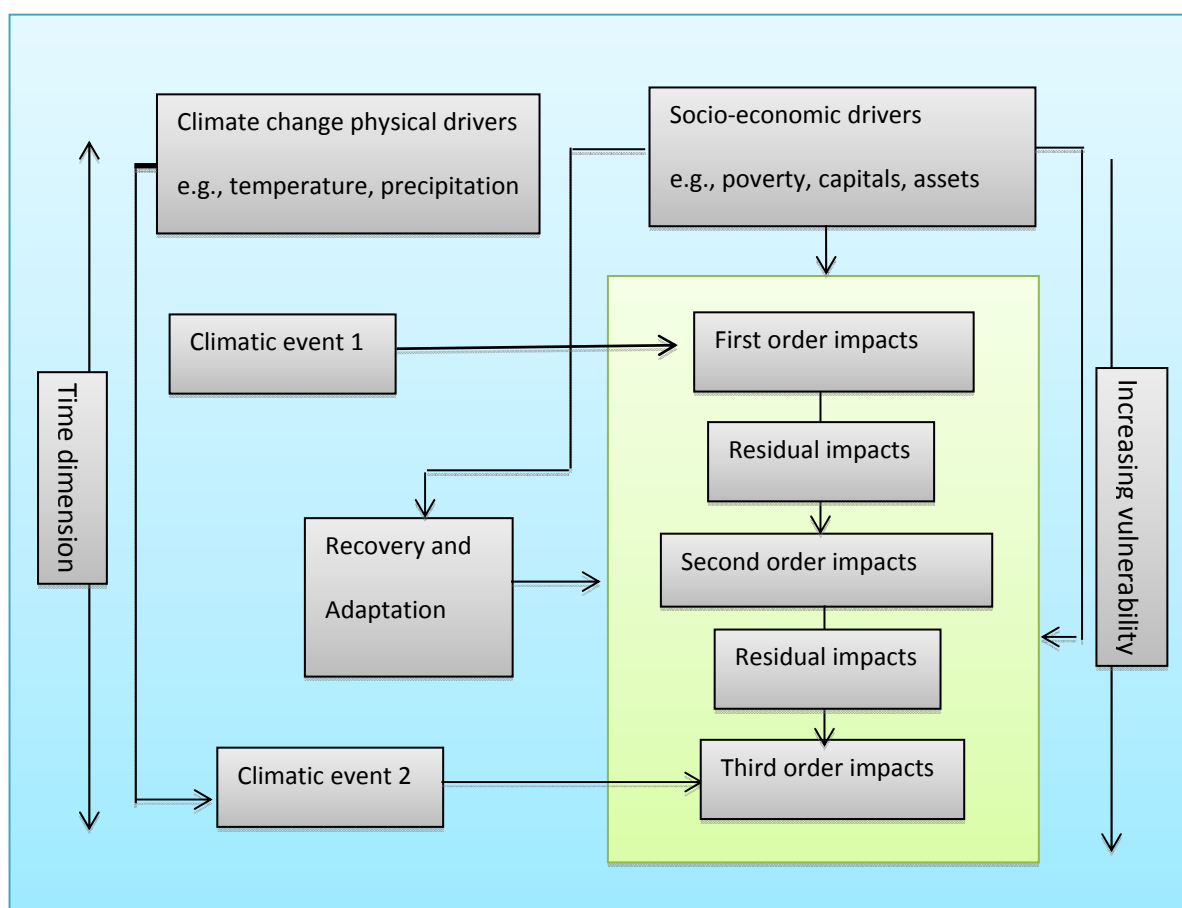 Climate change physical drivers
e.g., temperature, precipitation
Socio-economic drivers
e.g., poverty, capitals, assets
Climatic event 1
First order impacts
Time dimension
Increasing vulnerability
Residual impacts
Recovery and
Adaptation
Second order impacts
Residual impacts
Climatic event 2
Third order impacts